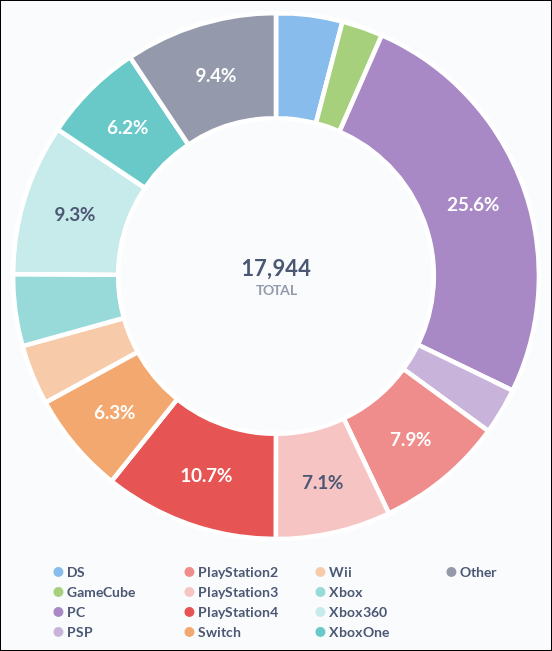 9.4%
6.2%
25.6%
9.3%
17,944
TOTAL
6.3%
7.9%
10.7%
7.1%
DS
GameCube
PC
PSP
PlayStation2
PlayStation3
PlayStation4
Switch
Wii
Xbox
Xbox360
XboxOne
Other